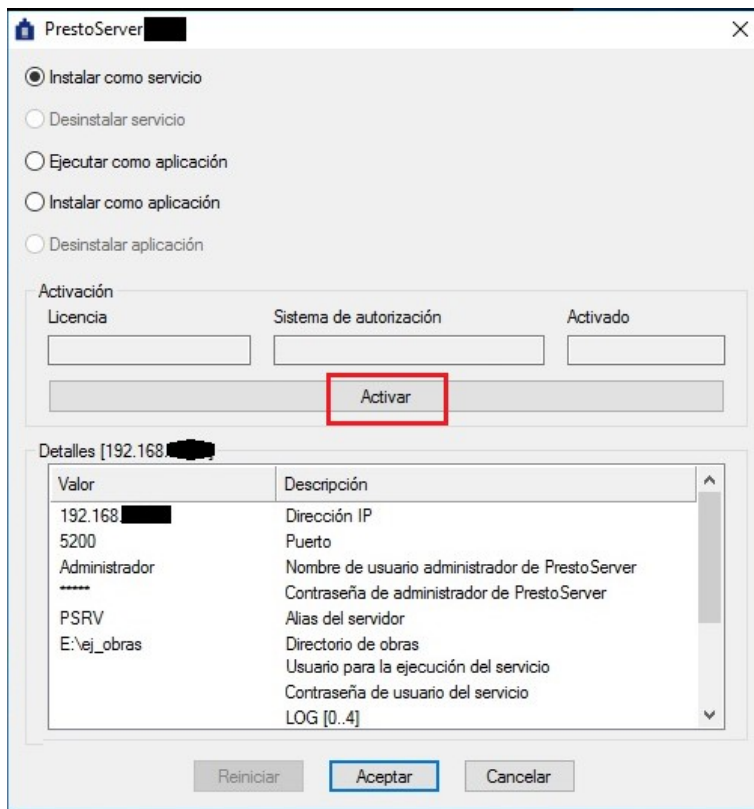 PrestoServer
Instalar como servicio
Desinstalar servicio
Ejecutar como aplicación
Instalar como aplicación
Desinstalar aplicación
Activación
Licencia Sistema de autorización Activado
Activar
Detalles [192.168.
Valor Descripción
192.168. Dirección IP
5200 Puerto
Administrador Nombre de usuario administrador de PrestoServer
***** Contraseña de administrador de PrestoServer
PSRV Alias del servidor
E:\ej_obras Directorio de obras
Usuario para la ejecución del servicio
Contraseña de usuario del servicio
LOG [0..4]
Reiniciar Aceptar Cancelar